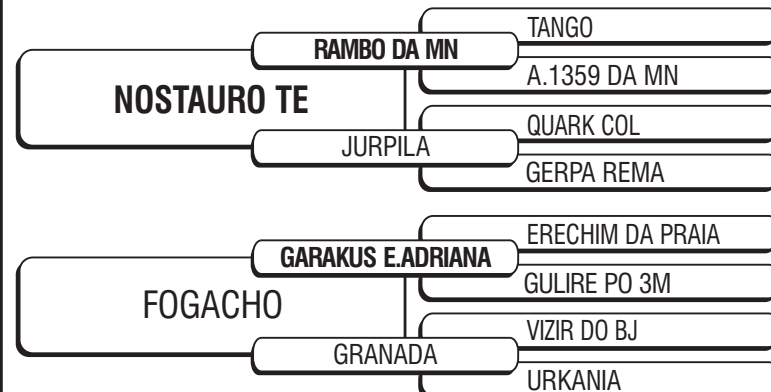 TANGO
RAMBO DA MN
A.1359 DA MN
NOSTAURO TE
QUARK COL
JURPILA
GERPA REMA
ERECHIM DA PRAIA
GARAKUS E.ADRIANA
GULIRE PO 3M
FOGACHO
VIZIR DO BJ
GRANADA
URKANIA